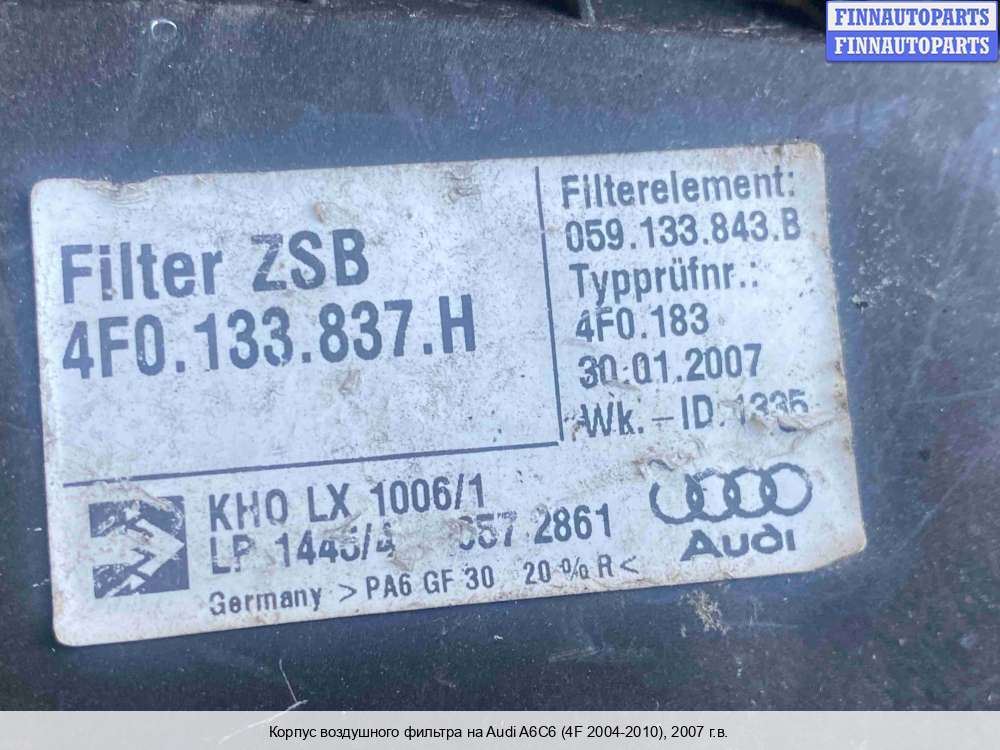 FINNAUTOPARTS
FINNAUTOPARTS
Filter ZSB
4F0.133.837.H
Filterelement:
059.133.843.B
Typprüfnr.:
4F0.183
30.01.2007
Wk.-ID.1335
KHO LX 1006/1
LP 2861
Germany >PA6 GF 30 20%R<
Audi
Корпус воздушного фильтра на Audi A6C6 (4F 2004-2010), 2007 г.в.